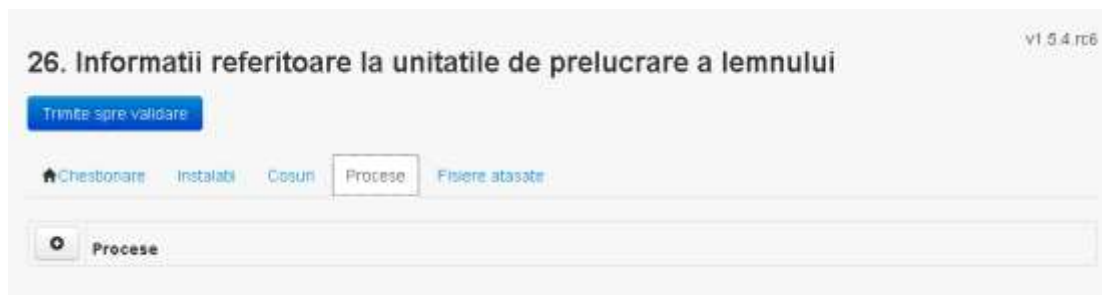 v1.5.4.rc6
26. Informatii referitoare la unitatile de prelucrare a lemnului
Trimite spre validare
Chestionare Instalatii Cosuri Procese Fisiere atasate
Procese